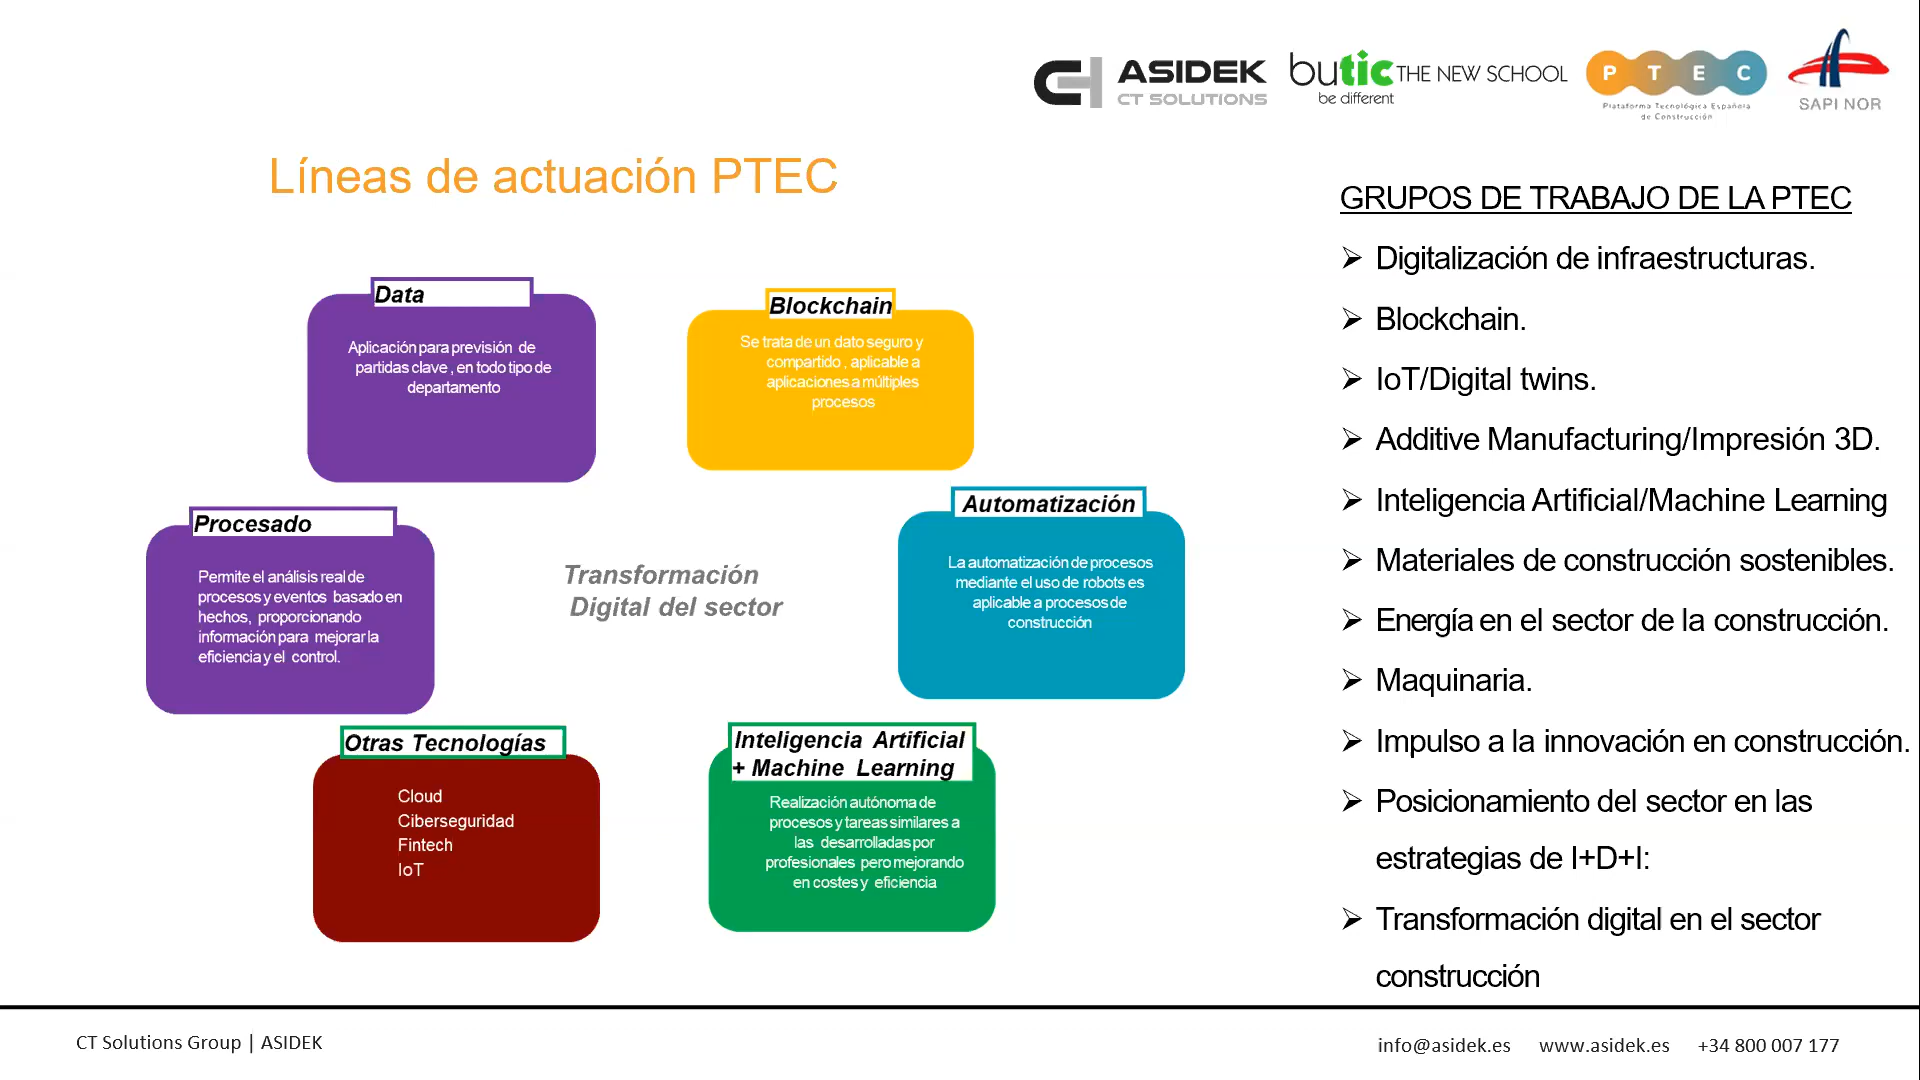 ASIDEK
CT SOLUTIONS
butic THE NEW SCHOOL
be different
P T E C
Plataforma Tecnológica Española
de Construcción
SAPI NOR
Líneas de actuación PTEC
Data
Aplicación para previsión de
partidas clave , en todo tipo de
departamento
Blockchain
Se trata de un dato seguro y
compartido , aplicable a
aplicaciones a múltiples
procesos
Procesado
Permite el análisis real de
procesos y eventos basado en
hechos, proporcionando
información para mejorar la
eficiencia y el control.
Transformación
Digital del sector
Automatización
La automatización de procesos
mediante el uso de robots es
aplicable a procesos de
construcción
Otras Tecnologías
Cloud
Ciberseguridad
Fintech
IoT
Inteligencia Artificial
+ Machine Learning
Realización autónoma de
procesos y tareas similares a
las desarrolladas por
profesionales pero mejorando
en costes y eficiencia
GRUPOS DE TRABAJO DE LA PTEC
➢ Digitalización de infraestructuras.
➢ Blockchain.
➢ IoT/Digital twins.
➢ Additive Manufacturing/Impresión 3D.
➢ Inteligencia Artificial/Machine Learning
➢ Materiales de construcción sostenibles.
➢ Energía en el sector de la construcción.
➢ Maquinaria.
➢ Impulso a la innovación en construcción.
➢ Posicionamiento del sector en las
estrategias de I+D+I:
➢ Transformación digital en el sector
construcción
CT Solutions Group | ASIDEK
info@asidek.es www.asidek.es +34 800 007 177